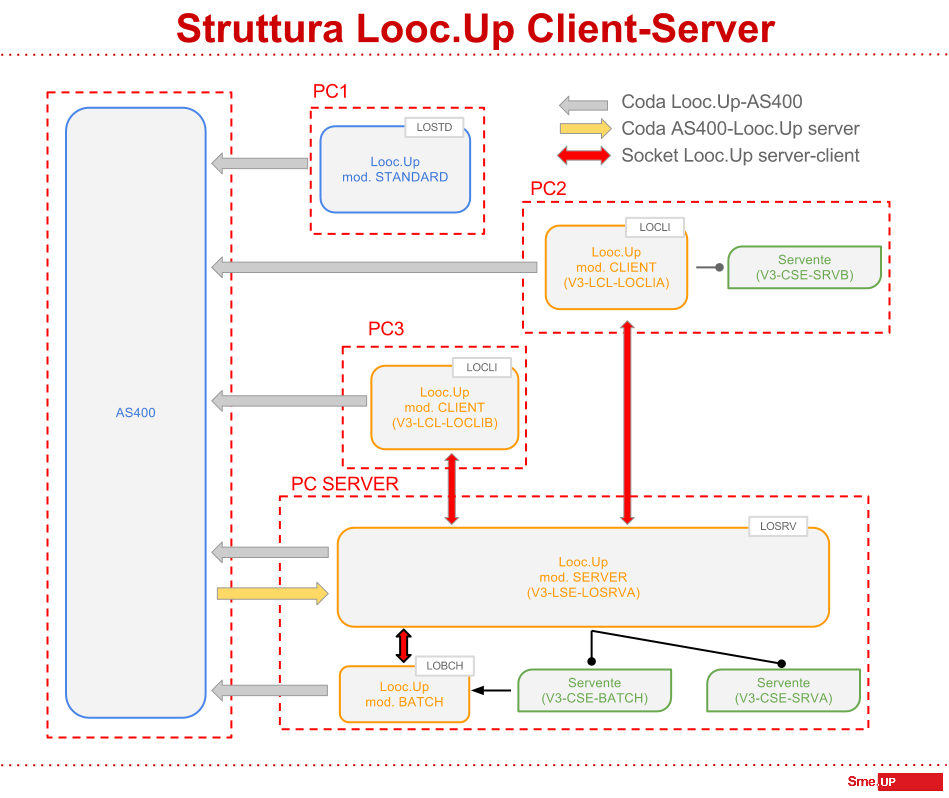 Struttura Looc.Up Client-Server
PC1
LOSTD
Looc.Up
mod. STANDARD
Coda Looc.Up-AS400
Coda AS400-Looc.Up server
Socket Looc.Up server-client
PC2
LOCLI
Looc.Up
mod. CLIENT
(V3-LCL-LOCLIA)
Servente
(V3-CSE-SRVB)
PC3
LOCLI
Looc.Up
mod. CLIENT
(V3-LCL-LOCLIB)
AS400
PC SERVER
LOSRV
Looc.Up
mod. SERVER
(V3-LSE-LOSRVA)
LOBCH
Looc.Up
mod. BATCH
Servente
(V3-CSE-BATCH)
Servente
(V3-CSE-SRVA)
Sme.UP